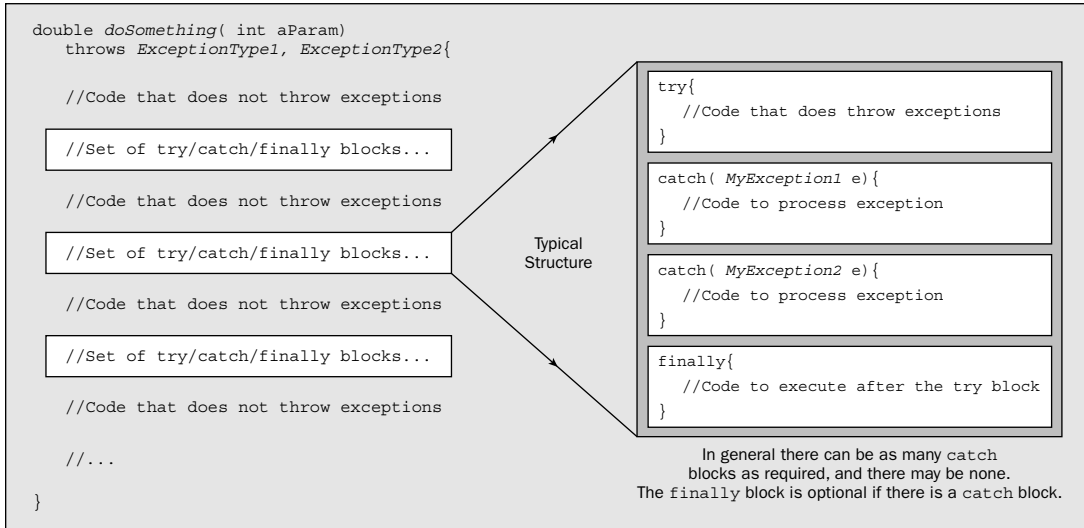 double doSomething( int aParam)
throws ExceptionType1, ExceptionType2{
//Code that does not throw exceptions
//Set of try/catch/finally blocks...
//Code that does not throw exceptions
//Set of try/catch/finally blocks...
//Code that does not throw exceptions
//Set of try/catch/finally blocks...
//Code that does not throw exceptions
//...
}
Typical
Structure
try{
//Code that does throw exceptions
}
catch( MyException1 e){
//Code to process exception
}
catch( MyException2 e){
//Code to process exception
}
finally{
//Code to execute after the try block
}
In general there can be as many catch
blocks as required, and there may be none.
The finally block is optional if there is a catch block.